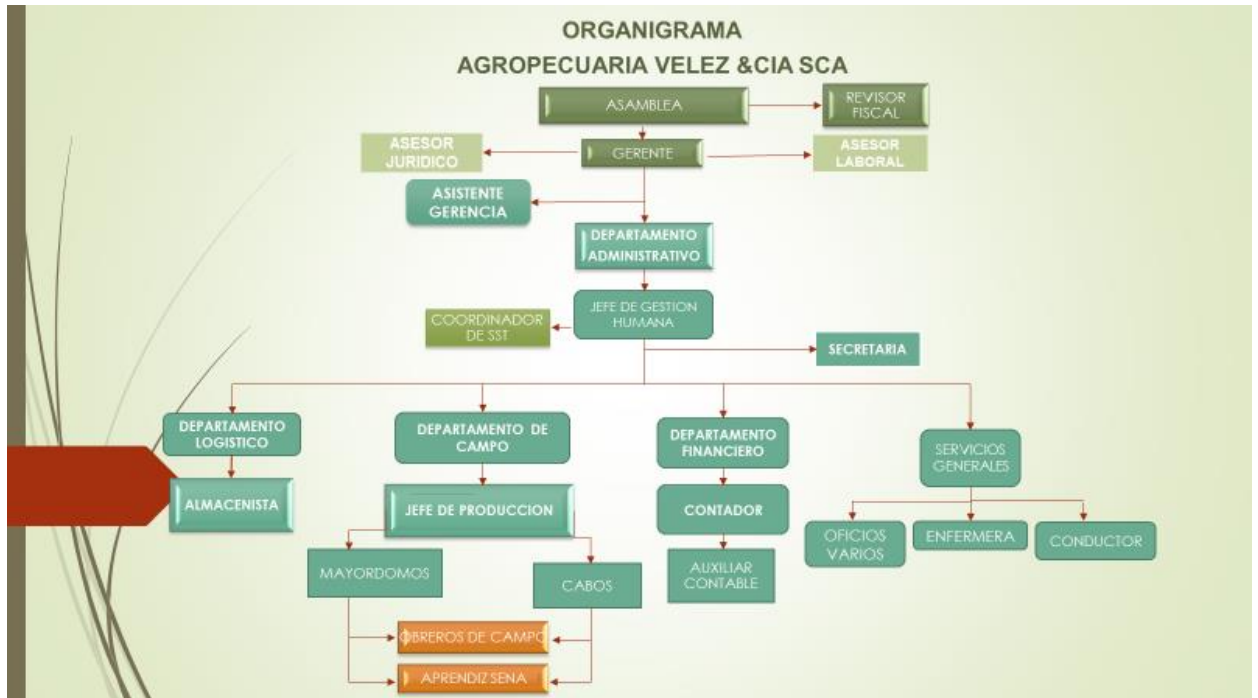 ORGANIGRAMA
AGROPECUARIA VELEZ &CIA SCA
ASAMBLEA
REVISOR
FISCAL
ASESOR
JURIDICO
GERENTE
ASESOR
LABORAL
ASISTENTE
GERENCIA
DEPARTAMENTO
ADMINISTRATIVO
JEFE DE GESTION
HUMANA
COORDINADOR
DE SST
SECRETARIA
DEPARTAMENTO
LOGISTICO
DEPARTAMENTO DE
CAMPO
DEPARTAMENTO
FINANCIERO
SERVICIOS
GENERALES
ALMACENISTA
JEFE DE PRODUCCION
CONTADOR
OFICIOS
VARIOS
ENFERMERA
CONDUCTOR
MAYORDOMOS
CABOS
AUXILIAR
CONTABLE
OBREROS DE CAMPO
APRENDIZ SENA